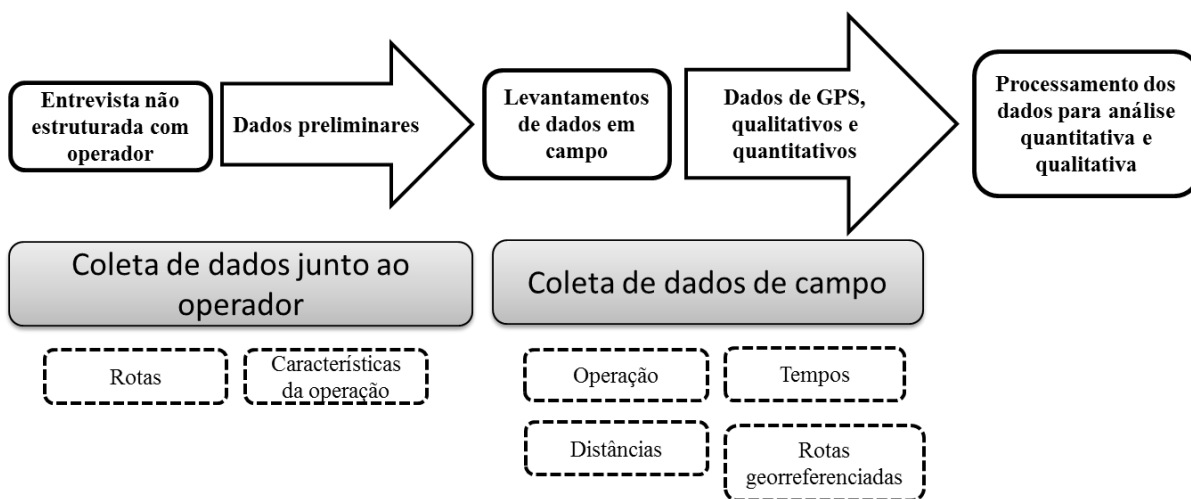 Entrevista não
estruturada com
operador
Dados preliminares
Levantamentos
de dados em
campo
Dados de GPS,
qualitativos e
quantitativos
Processamento dos
dados para análise
quantitativa e
qualitativa
Coleta de dados junto ao
operador
Coleta de dados de campo
Rotas
Características
da operação
Operação
Tempos
Distâncias
Rotas
georreferenciadas